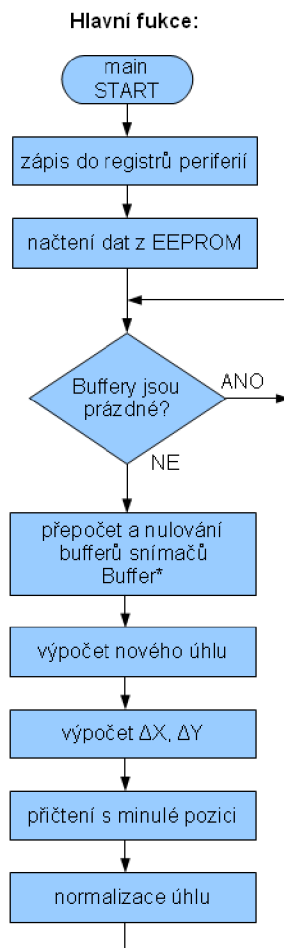 Hlavní fukce:
main
START
zápis do registrů periferií
načtení dat z EEPROM
Buffery jsou
prázdné?
ANO
NE
přepočet a nulování
bufferů snímačů
Buffer*
výpočet nového úhlu
výpočet ΔX, ΔY
přičtení s minulé pozici
normalizace úhlu